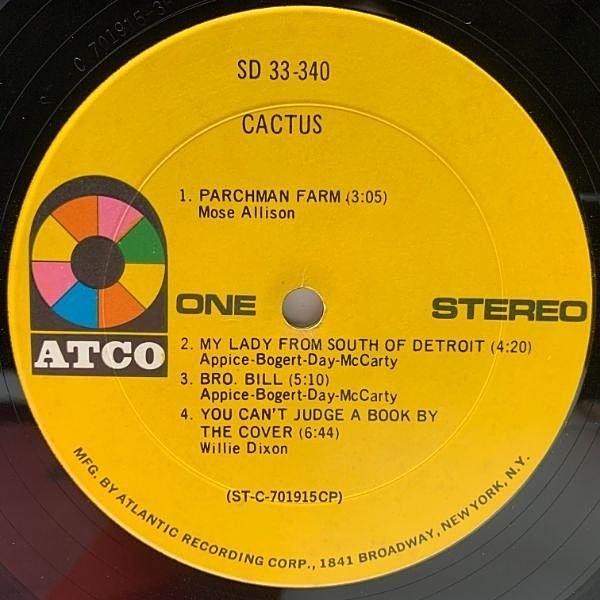 SD 33-340
CACTUS
1. PARCHMAN FARM (3:05)
Mose Allison
ONE
STEREO
ATCO
2. MY LADY FROM SOUTH OF DETROIT (4:20)
Appice-Bogert-Day-McCarty
3. BRO. BILL (5:10)
Appice-Bogert-Day-McCarty
4. YOU CAN'T JUDGE A BOOK BY
THE COVER (6:44)
Willie Dixon
(ST-C-701915CP)
MFG. BY ATLANTIC RECORDING CORP., 1841 BROADWAY, NEW YORK, N.Y.